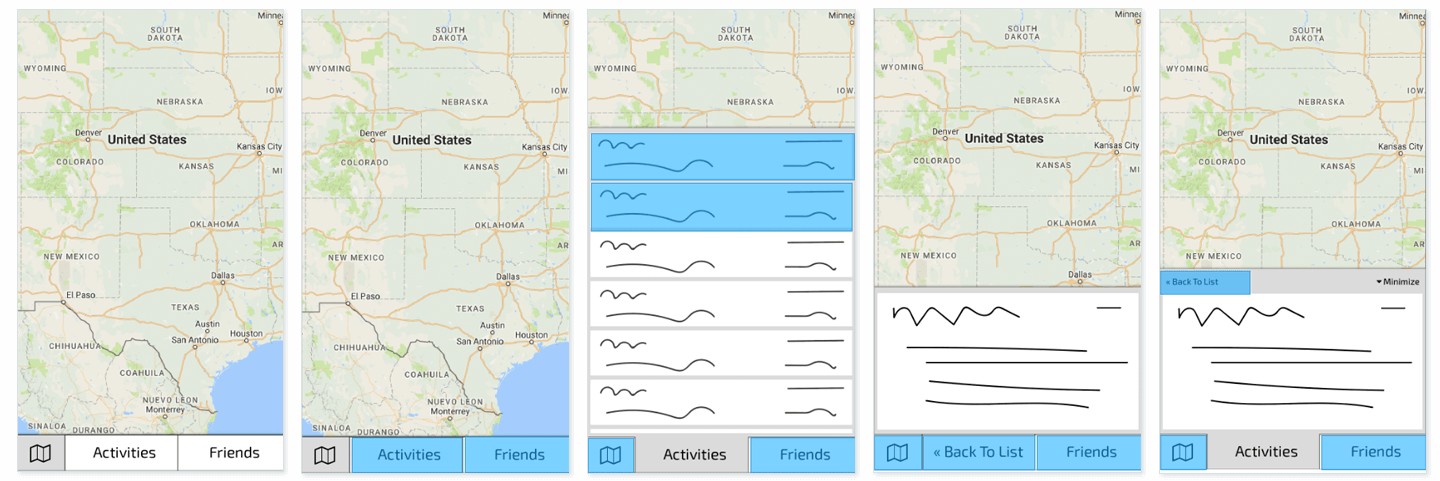 Minnea
SOUTH
DAKOTA
WYOMING
IOW
NEBRASKA
Denver
United States
Kansas City
COLORADO
KANSAS
MI
OKLAHOMA
AR
NEW MEXICO
Dallas
El Paso
TEXAS
Austin
Houston
San Antonio
CHIHUAHUA
COAHUILA
NUEVO LEON
Monterrey
SINALOA
DURANGO
Activities
Friends
Minnea
SOUTH
DAKOTA
WYOMING
IOW
NEBRASKA
Denver
United States
Kansas City
COLORADO
KANSAS
MI
OKLAHOMA
AR
NEW MEXICO
Dallas
El Paso
TEXAS
Austin
Houston
San Antonio
CHIHUAHUA
COAHUILA
NUEVO LEON
Monterrey
SINALOA
DURANGO
Activities
Friends
Minnea
SOUTH
DAKOTA
WYOMING
IOW
NEBRASKA
Activities
Friends
Minnea
SOUTH
DAKOTA
WYOMING
IOW
NEBRASKA
Denver
United States
Kansas City
COLORADO
KANSAS
MI
OKLAHOMA
AR
NEW MEXICO
Dallas
« Back To List
Friends
Minnea
SOUTH
DAKOTA
WYOMING
IOW
NEBRASKA
Denver
United States
Kansas City
COLORADO
KANSAS
MI
OKLAHOMA
AR
NEW MEXICO
« Back To List
Minimize
Activities
Friends